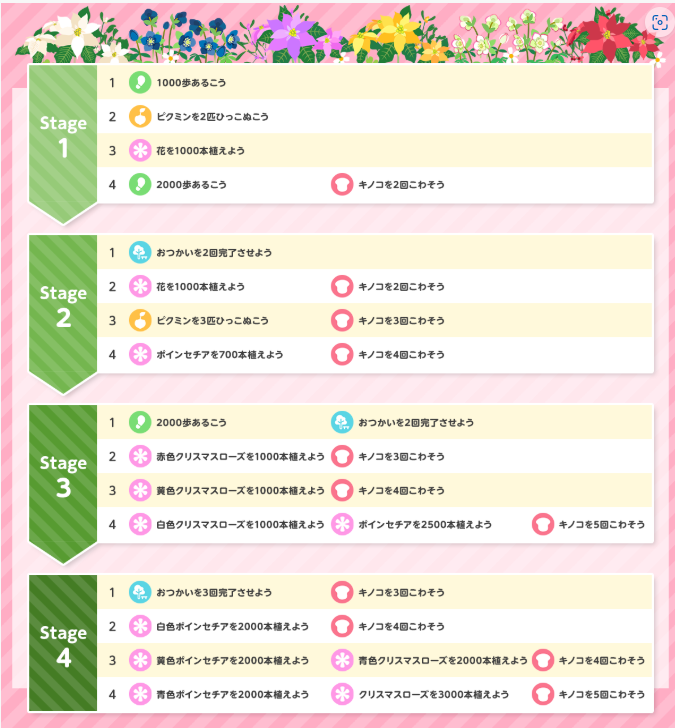 Stage
1
1 1000歩あるこう
2 ピクミンを2匹ひっこぬこう
3 花を1000本植えよう
4 2000歩あるこう キノコを2回こわそう
Stage
2
1 おつかいを2回完了させよう
2 花を1000本植えよう キノコを2回こわそう
3 ピクミンを3匹ひっこぬこう キノコを3回こわそう
4 ポインセチアを700本植えよう キノコを4回こわそう
Stage
3
1 2000歩あるこう おつかいを2回完了させよう
2 赤色クリスマスローズを1000本植えよう キノコを3回こわそう
3 黄色クリスマスローズを1000本植えよう キノコを4回こわそう
4 白色クリスマスローズを1000本植えよう ポインセチアを2500本植えよう キノコを5回こわそう
Stage
4
1 おつかいを3回完了させよう キノコを3回こわそう
2 白色ポインセチアを2000本植えよう キノコを4回こわそう
3 黄色ポインセチアを2000本植えよう 青色クリスマスローズを2000本植えよう キノコを4回こわそう
4 青色ポインセチアを2000本植えよう クリスマスローズを3000本植えよう キノコを5回こわそう